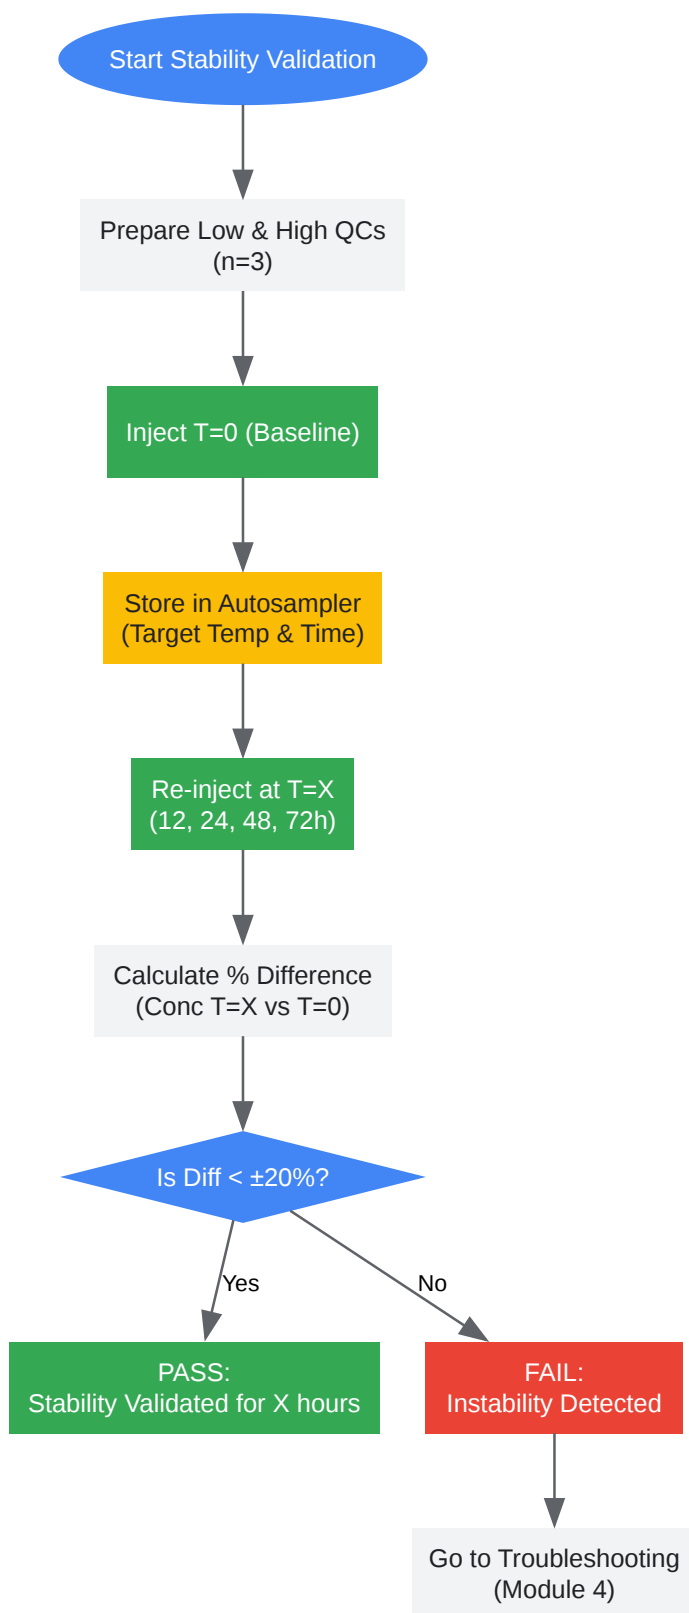 Start Stability Validation
Prepare Low & High QCs
(n=3)
Inject T=0 (Baseline)
Store in Autosampler
(Target Temp & Time)
Re-inject at T=X
(12, 24, 48, 72h)
Calculate % Difference
(Conc T=X vs T=0)
Is Diff < ±20%?
Yes
No
PASS:
Stability Validated for X hours
FAIL:
Instability Detected
Go to Troubleshooting
(Module 4)